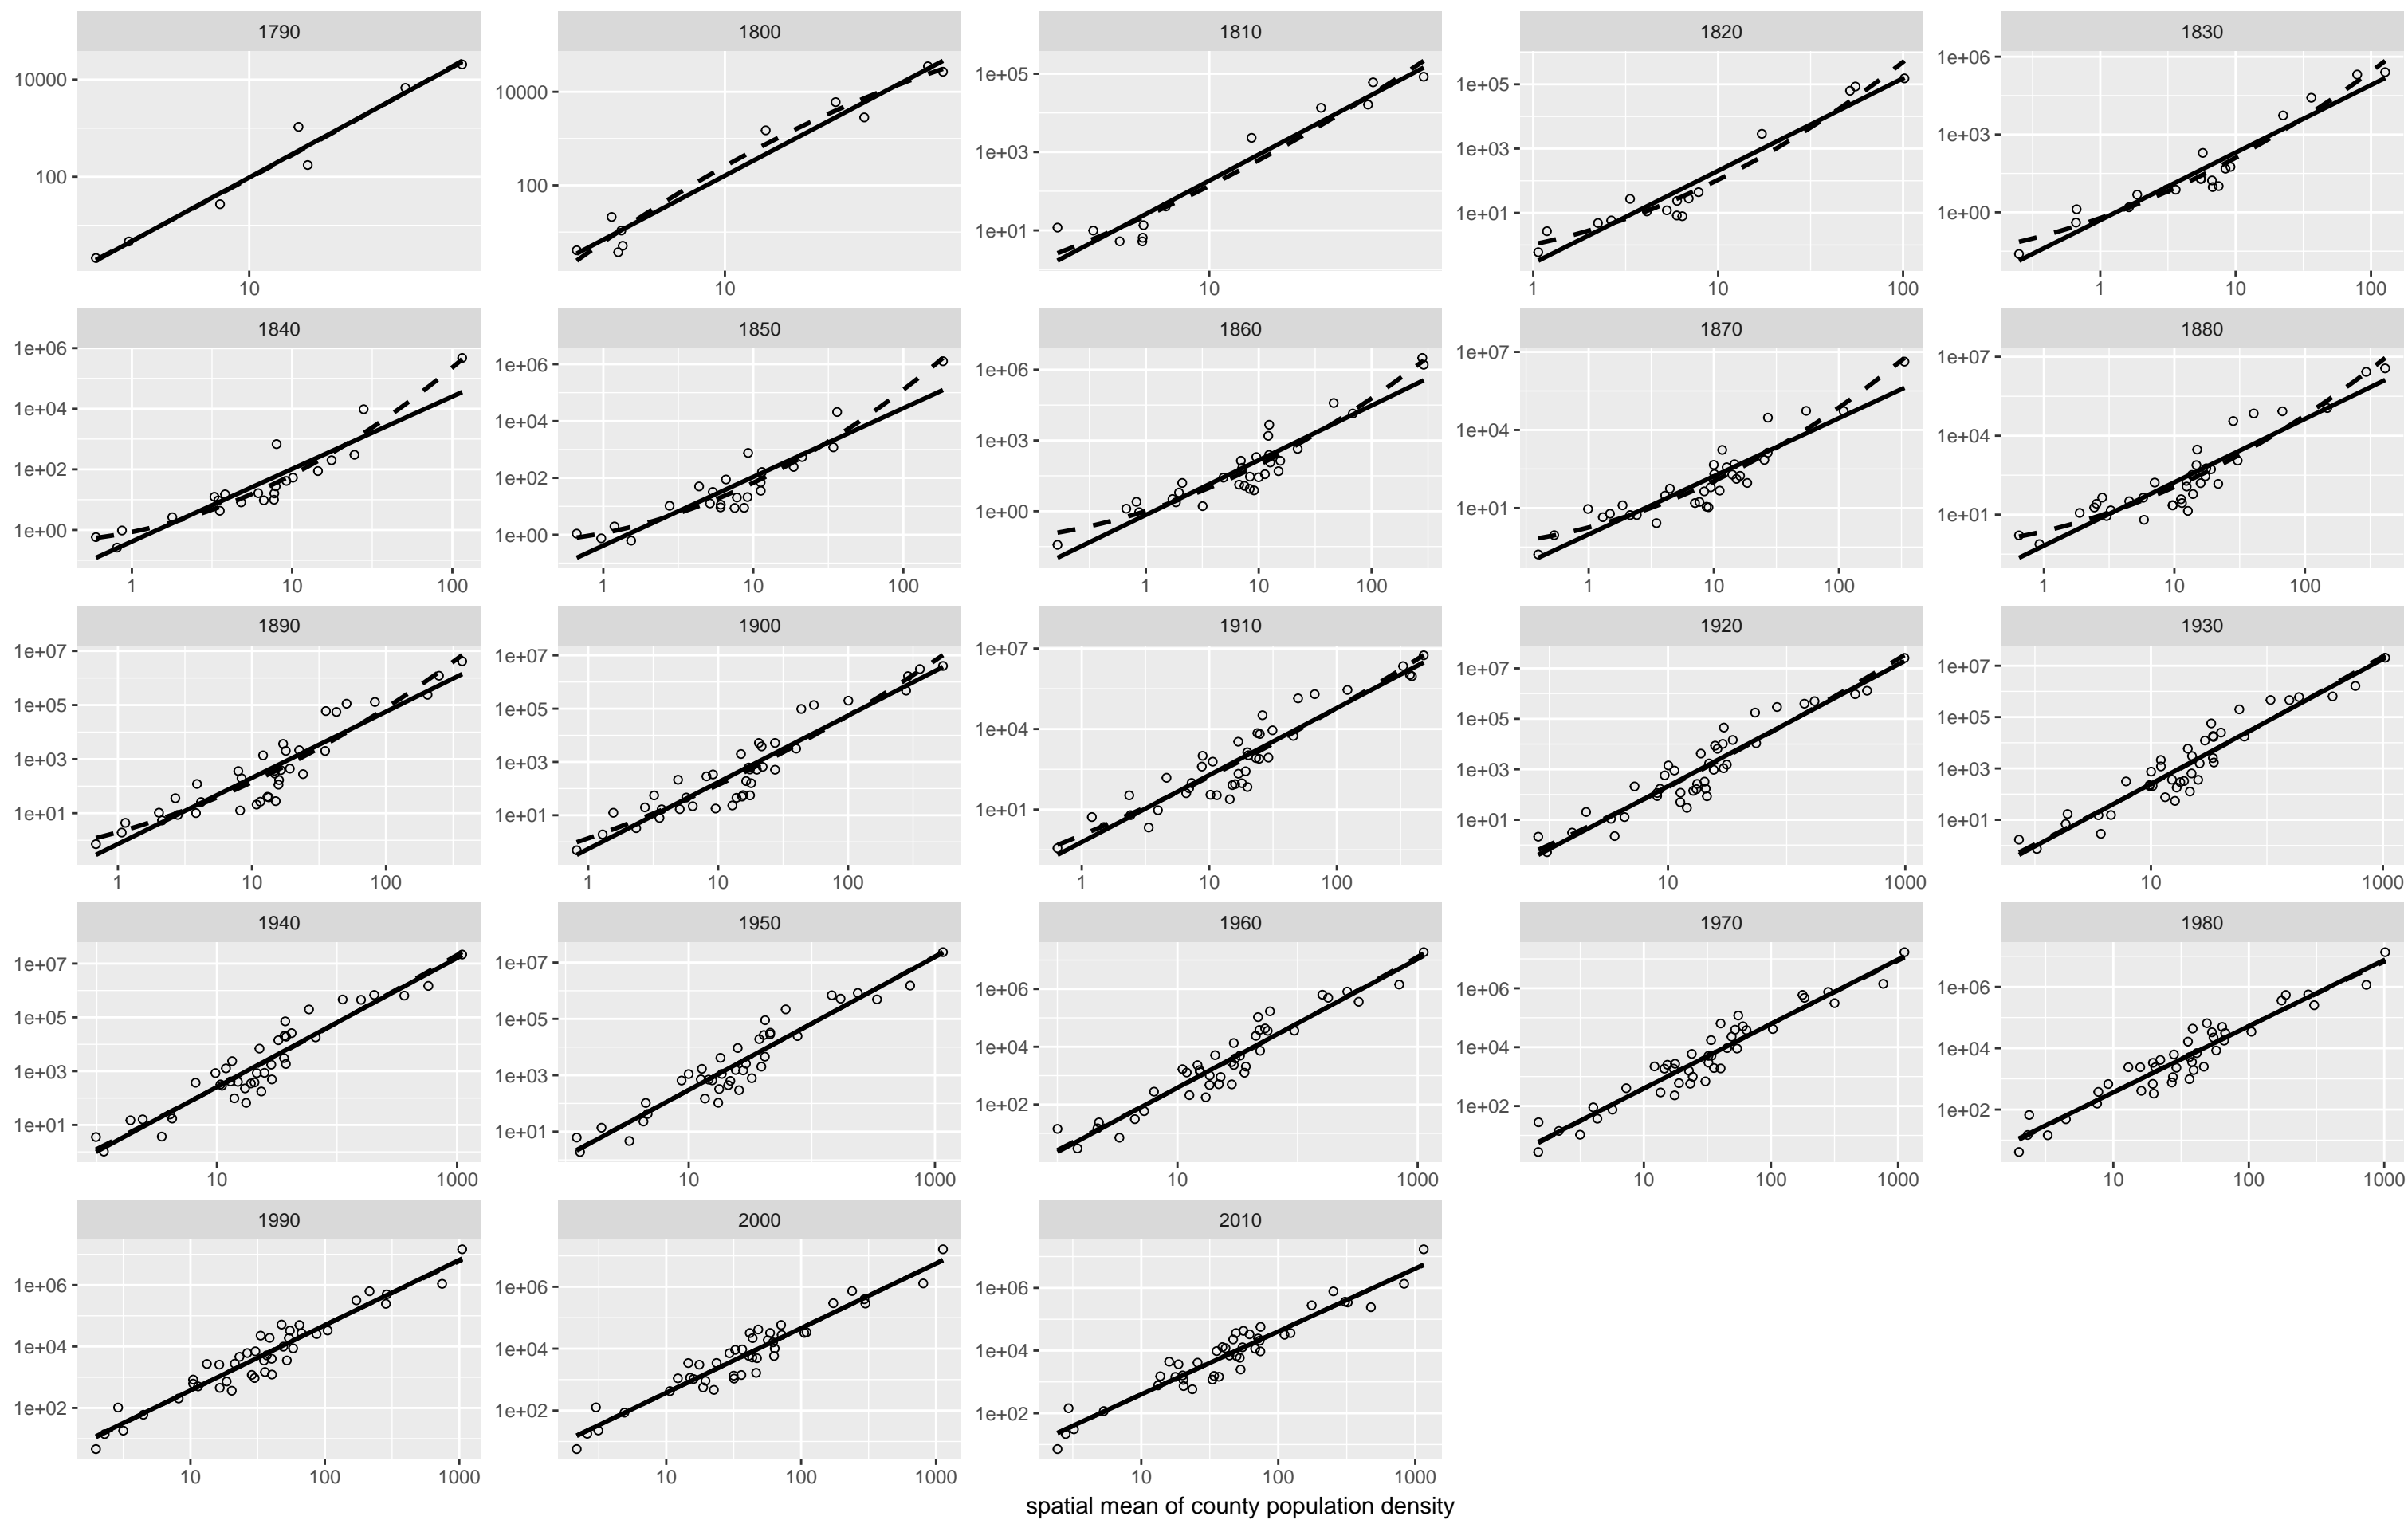 1790 1800 1810 1820 1830
10000
100
10
10000
100
10
1e+05
1e+03
1e+01
10
1e+05
1e+03
1e+01
1 10 100
1e+06
1e+03
1e+00
1 10 100
1840 1850 1860 1870 1880
1e+06
1e+04
1e+02
1e+00
1 10 100
1e+06
1e+04
1e+02
1e+00
1 10 100
1e+06
1e+03
1e+00
1 10 100
1e+07
1e+04
1e+01
1 10 100
1e+07
1e+04
1e+01
1 10 100
1890 1900 1910 1920 1930
1e+07
1e+05
1e+03
1e+01
1 10 100
1e+07
1e+05
1e+03
1e+01
1 10 100
1e+07
1e+04
1e+01
1 10 100
1e+07
1e+05
1e+03
1e+01
10 1000
1e+07
1e+05
1e+03
1e+01
10 1000
1940 1950 1960 1970 1980
1e+07
1e+05
1e+03
1e+01
10 1000
1e+07
1e+05
1e+03
1e+01
10 1000
1e+06
1e+04
1e+02
10 1000
1e+06
1e+04
1e+02
10 100 1000
1e+06
1e+04
1e+02
10 100 1000
1990 2000 2010
1e+06
1e+04
1e+02
10 100 1000
1e+06
1e+04
1e+02
10 100 1000
1e+06
1e+04
1e+02
10 100 1000
spatial mean of county population density